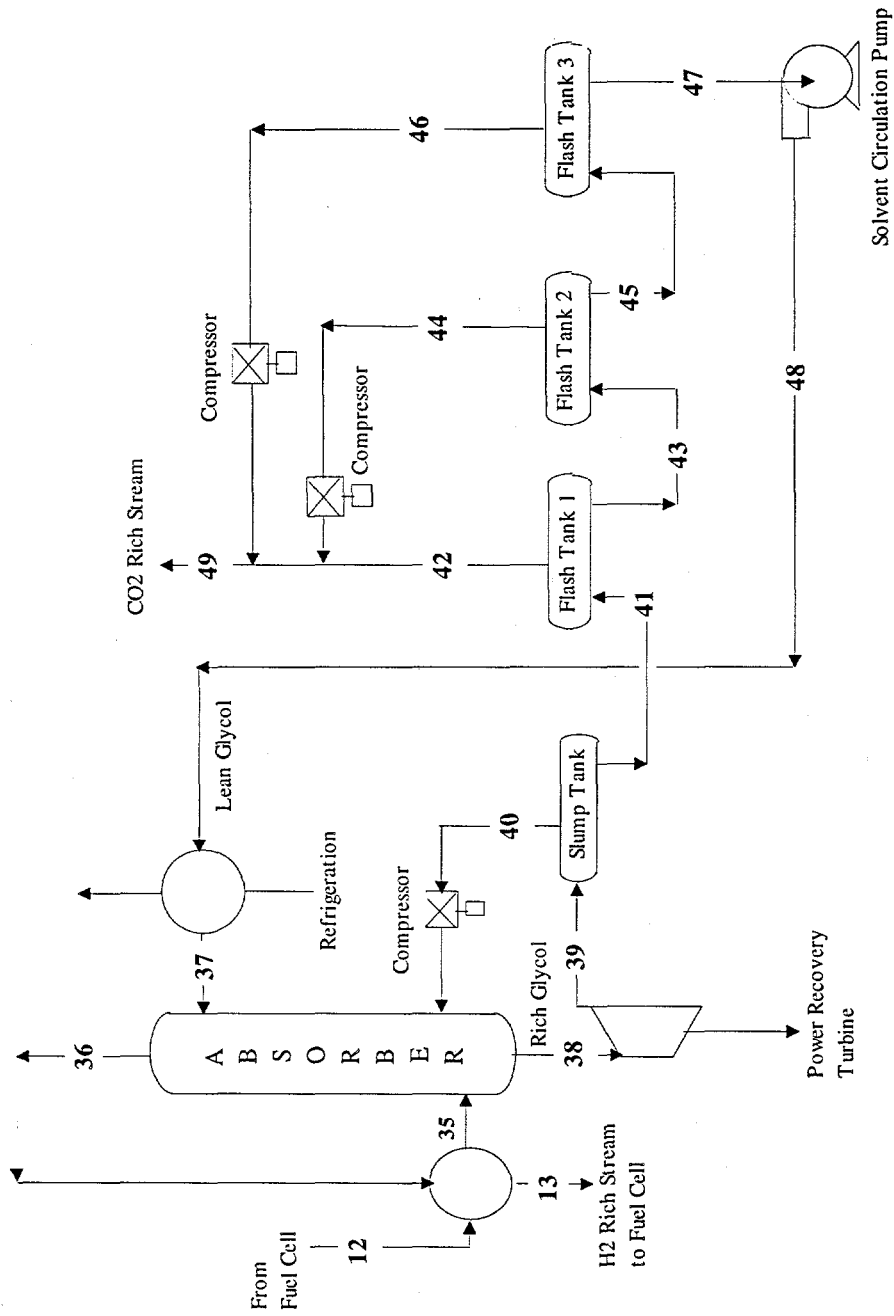 From
Fuel Cell
12
13
H2 Rich Stream
to Fuel Cell
35
36
A
B
S
O
R
B
E
R
37
Refrigeration
Lean Glycol
Rich Glycol
38
Power Recovery
Turbine
39
Compressor
40
Slump Tank
41
Flash Tank 1
42
CO2 Rich Stream
49
43
Flash Tank 2
44
Compressor
45
Flash Tank 3
46
Compressor
47
48
Solvent Circulation Pump